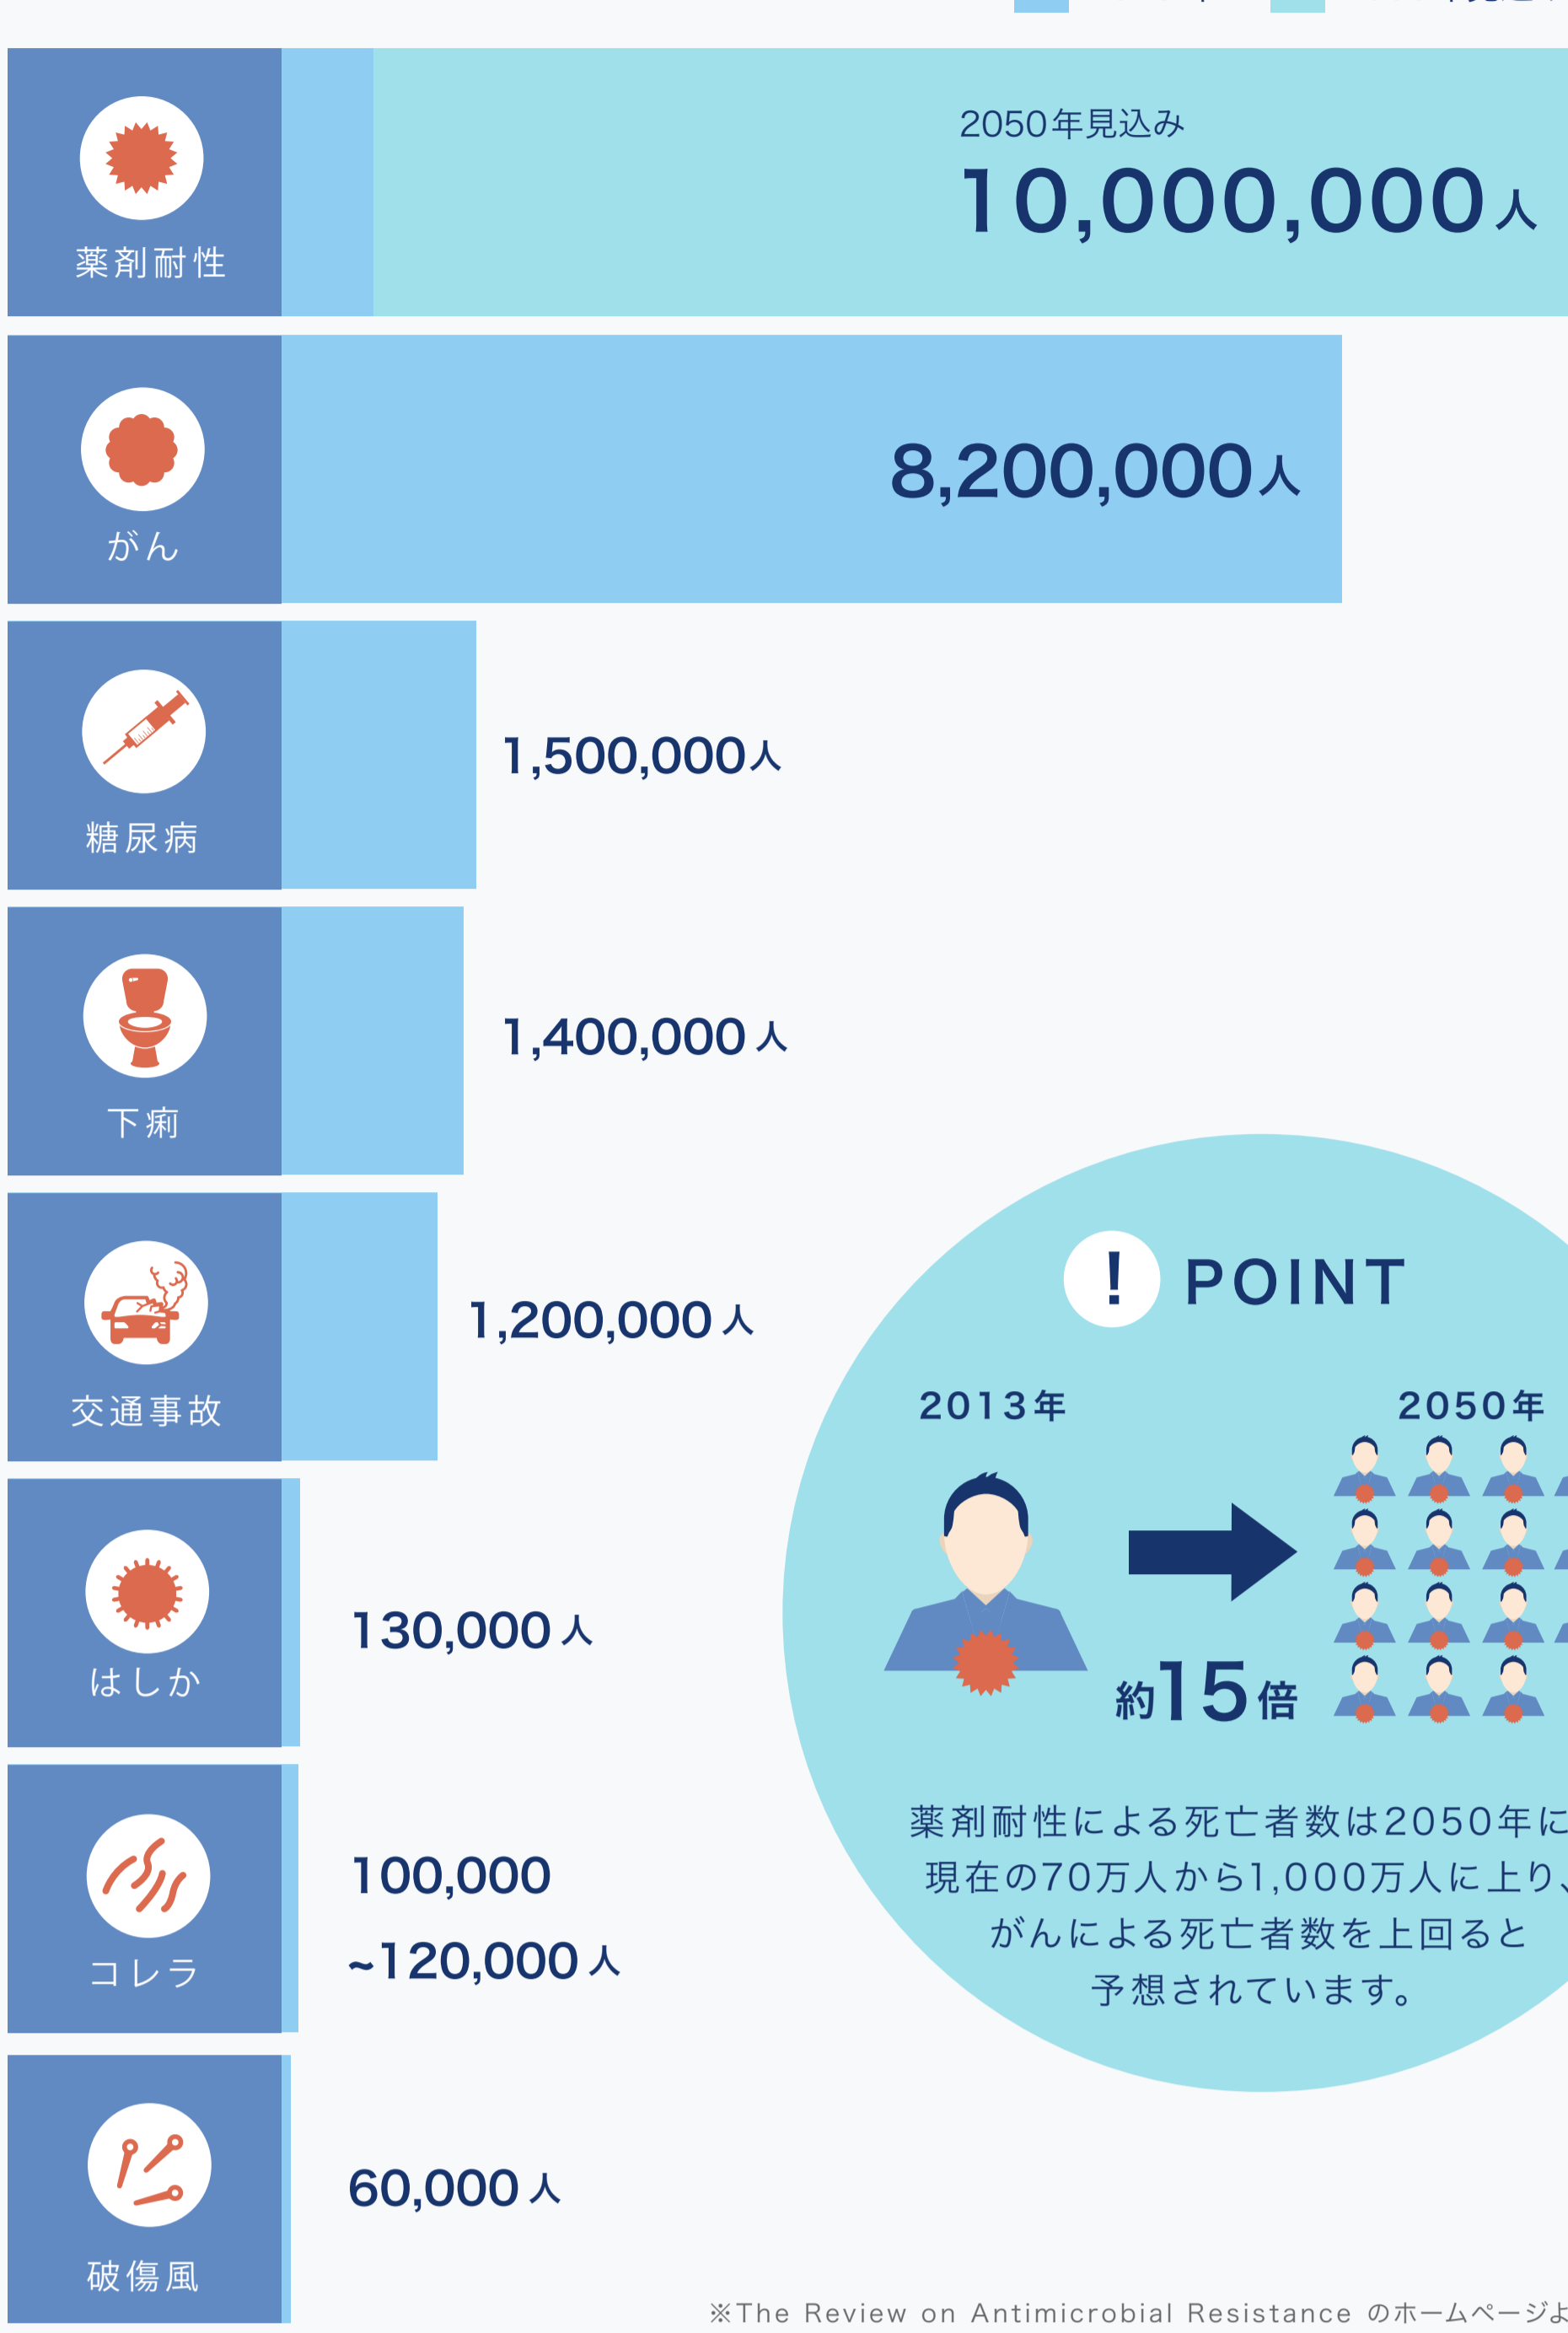 2050年見込み
10,000,000人
薬剤耐性
8,200,000人
がん
1,500,000人
糖尿病
1,400,000人
下痢
1,200,000人
交通事故
130,000人
はしか
100,000
~120,000人
コレラ
60,000人
破傷風
! POINT
2013年
2050年
約15倍
薬剤耐性による死亡者数は2050年に
現在の70万人から1,000万人に上り、
がんによる死亡者数を上回ると
予想されています。
※The Review on Antimicrobial Resistance のホームページよ